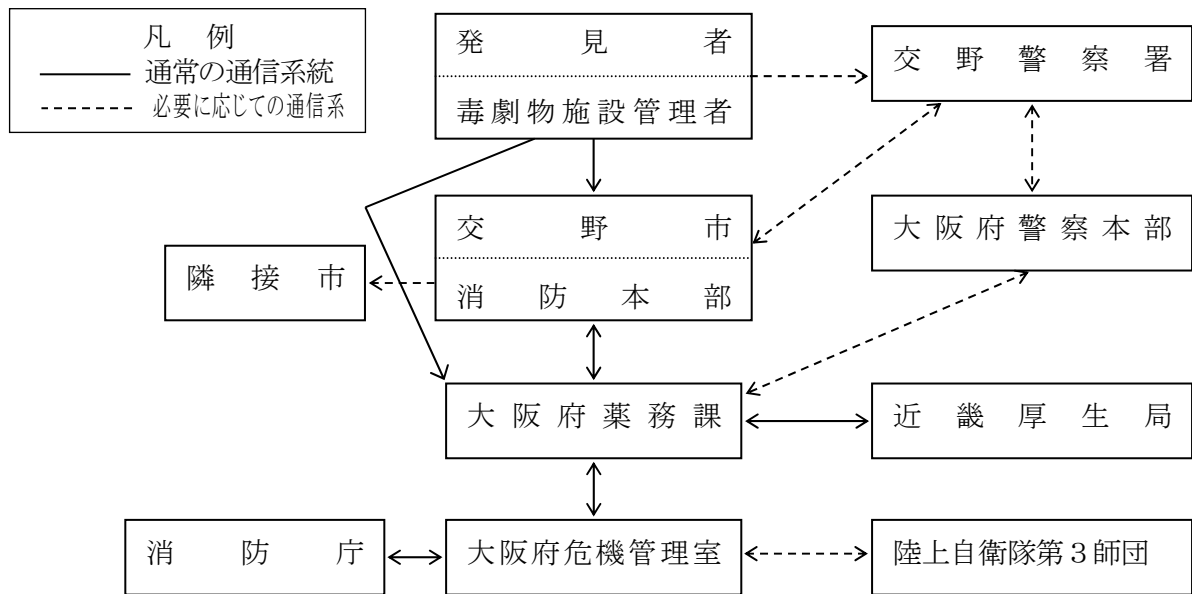 凡例
通常の通信系統
必要に応じての通信系
発見者
毒劇物施設管理者
交野警察署
交野市
消防本部
大阪府警察本部
隣接市
大阪府薬務課
近畿厚生局
消防庁
大阪府危機管理室
陸上自衛隊第3師団